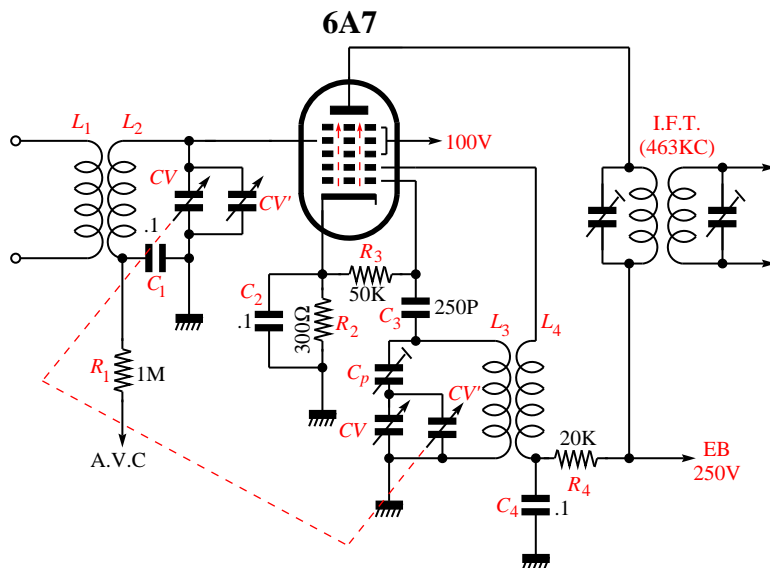 6A7
L1
L2
I.F.T.
(463KC)
100V
CV
CV'
.1
C1
R3
50K
C2
.1
300Ω
R2
C3
250P
L3
L4
R1
1M
Cp
CV
CV'
A.V.C
20K
R4
EB
250V
C4
.1